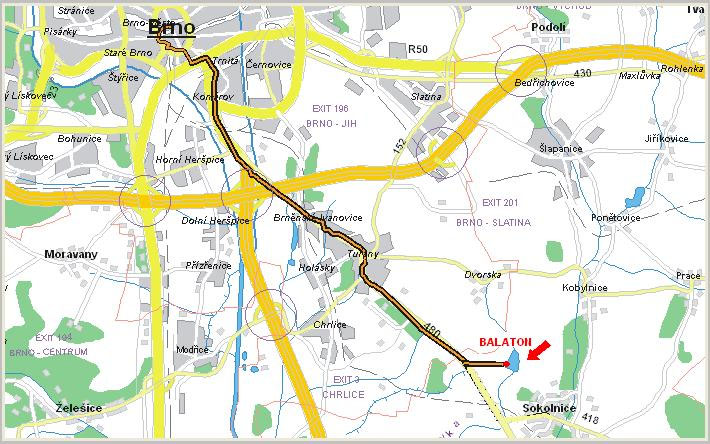 Stránice
Brno-město
Brno
BRNO - VÝCHOD
Tva
Pisárky
Podolí
Staré Brno
R50
Trnitá
Černovice
Štýřice
430
Rohlenka
Maxlůvka
Bedřichovice
ý Lískovec
Komárov
Slatina
EXIT 196
BRNO - JIH
Bohunice
152
Jiříkovice
Šlapanice
ý Lískovec
Horní Heršpice
EXIT 201
BRNO - SLATINA
Dolní Heršpice
Brněnské Ivanovice
Ponětovice
Moravany
Tuřany
Přízřenice
Holásky
Dvorska
Prace
Kobylnice
Chrlice
380
EXIT 194
BRNO - CENTRUM
Modřice
BALATON
EXIT 3
CHRLICE
Želešice
Sokolnice
418